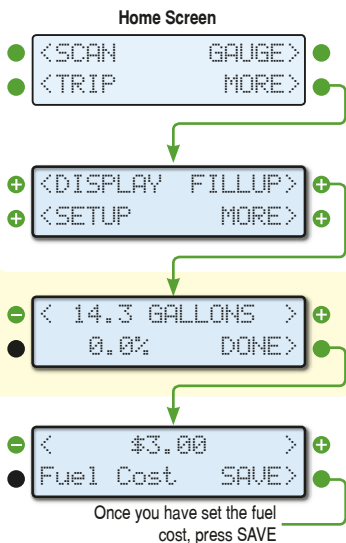 Home Screen
<SCAN GAUGE>
<TRIP MORE>
<DISPLAY FILLUP>
<SETUP MORE>
< 14.3 GALLONS >
0.0% DONE>
< $3.00 >
Fuel Cost SAVE>
Once you have set the fuel
cost, press SAVE